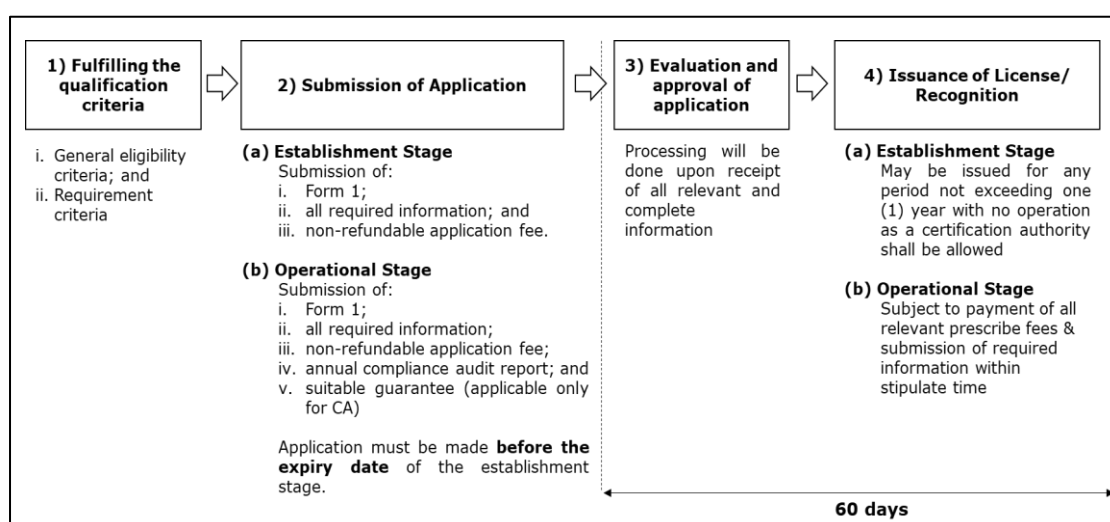 1) Fulfilling the
qualification
criteria
i. General eligibility
criteria; and
ii. Requirement
criteria
2) Submission of Application
(a) Establishment Stage
Submission of:
i. Form 1;
ii. all required information; and
iii. non-refundable application fee.
(b) Operational Stage
Submission of:
i. Form 1;
ii. all required information;
iii. non-refundable application fee;
iv. annual compliance audit report; and
v. suitable guarantee (applicable only
for CA)
Application must be made before the
expiry date of the establishment
stage.
3) Evaluation and
approval of
application
Processing will be
done upon receipt
of all relevant and
complete
information
4) Issuance of License/
Recognition
(a) Establishment Stage
May be issued for any
period not exceeding one
(1) year with no operation
as a certification authority
shall be allowed
(b) Operational Stage
Subject to payment of all
relevant prescribe fees &
submission of required
information within
stipulate time
60 days